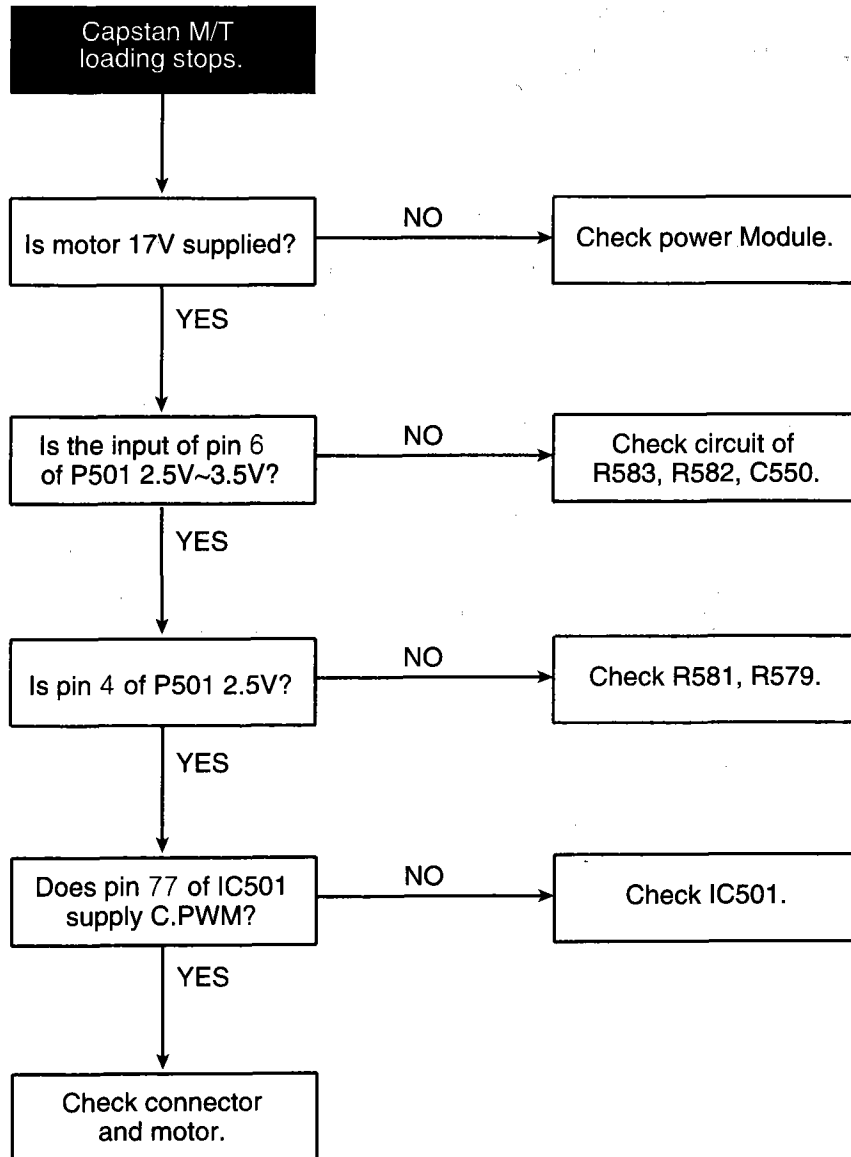 Capstan M/T
loading stops.
Is motor 17V supplied?
NO
Check power Module.
YES
Is the input of pin 6
of P501 2.5V~3.5V?
NO
Check circuit of
R583, R582, C550.
YES
Is pin 4 of P501 2.5V?
NO
Check R581, R579.
YES
Does pin 77 of IC501
supply C.PWM?
NO
Check IC501.
YES
Check connector
and motor.